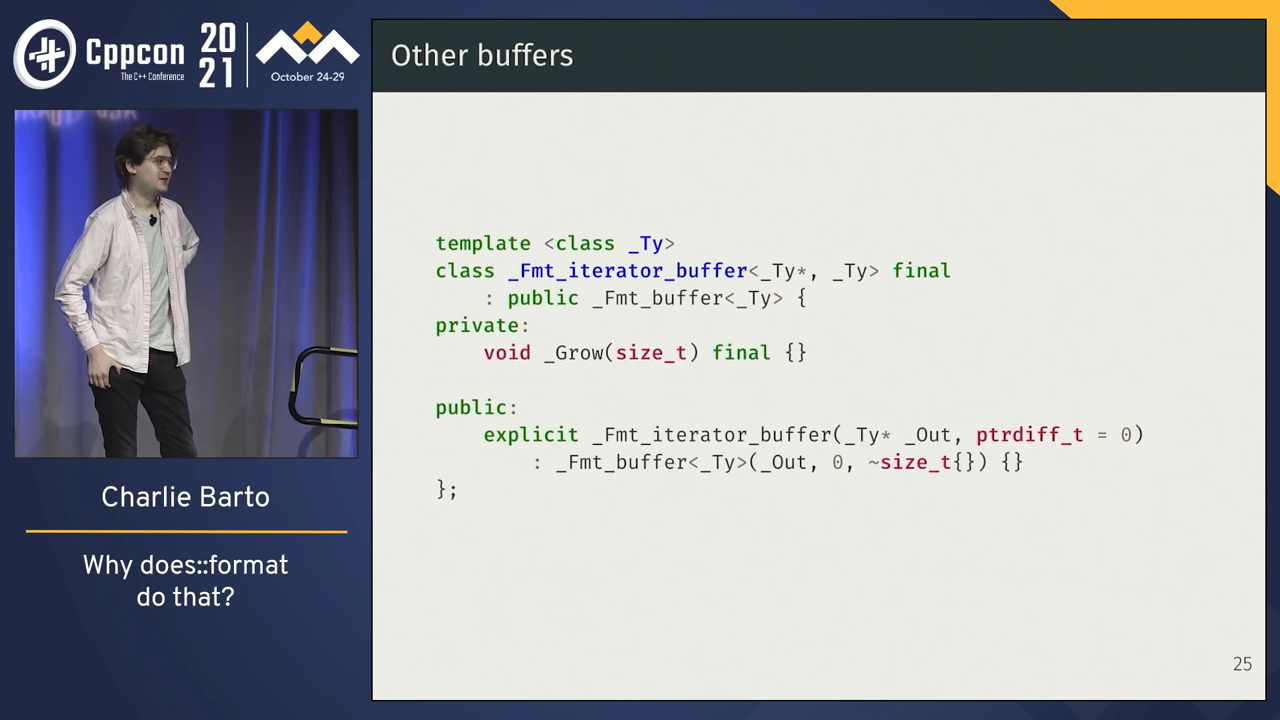 Cppcon
The C++ Conference
20
21
October 24-29
Charlie Barto
Why does::format
do that?
Other buffers
template <class _Ty>
class _Fmt_iterator_buffer<_Ty*, _Ty> final
    : public _Fmt_buffer<_Ty> {
private:
    void _Grow(size_t) final {}
public:
    explicit _Fmt_iterator_buffer(_Ty* _Out, ptrdiff_t = 0)
        : _Fmt_buffer<_Ty>(_Out, 0, ~size_t{}) {}
};
25